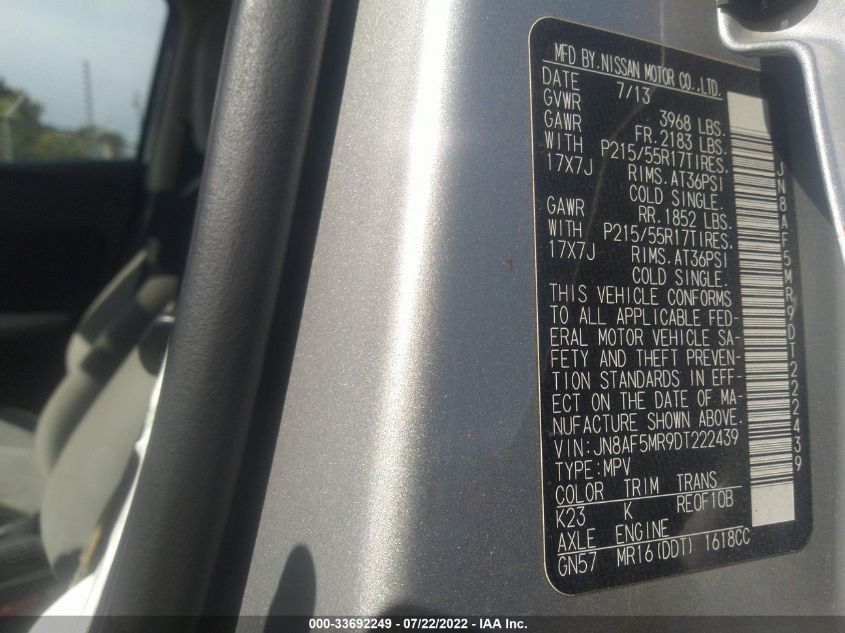 MFD BY.NISSAN MOTOR CO.,LTD.
DATE 7/13
GVWR 3968 LBS.
GAWR FR.2183 LBS.
WITH P215/55R17TIRES.
17X7J RIMS.AT36PSI
COLD SINGLE.
GAWR RR.1852 LBS.
WITH P215/55R17TIRES.
17X7J RIMS.AT36PSI
COLD SINGLE.
THIS VEHICLE CONFORMS
TO ALL APPLICABLE FED-
ERAL MOTOR VEHICLE SA-
FETY AND THEFT PREVEN-
TION STANDARDS IN EFF-
ECT ON THE DATE OF MA-
NUFACTURE SHOWN ABOVE.
VIN:JN8AF5MR9DT222439
TYPE:MPV
COLOR TRIM TRANS
K23 K RE0F10B
AXLE ENGINE
GN57 MR16(DDT) 1618CC
JN8AF5MR9DT222439
000-33692249 - 07/22/2022 - IAA Inc.